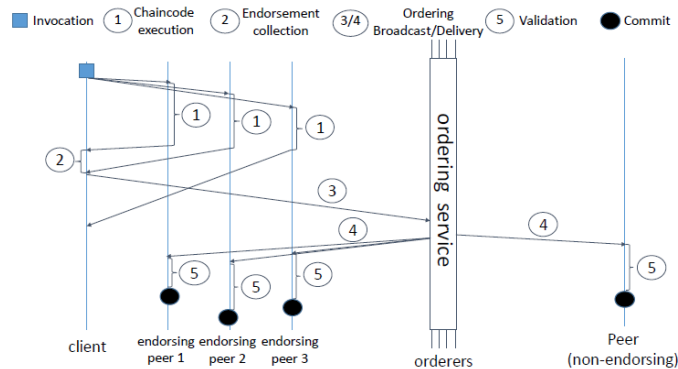 Invocation
1
Chaincode
execution
2
Endorsement
collection
3/4
Ordering
Broadcast/Delivery
5
Validation
Commit
1
1
1
2
3
4
4
5
5
5
5
ordering service
client
endorsing
peer 1
endorsing
peer 2
endorsing
peer 3
orderers
Peer
(non-endorsing)